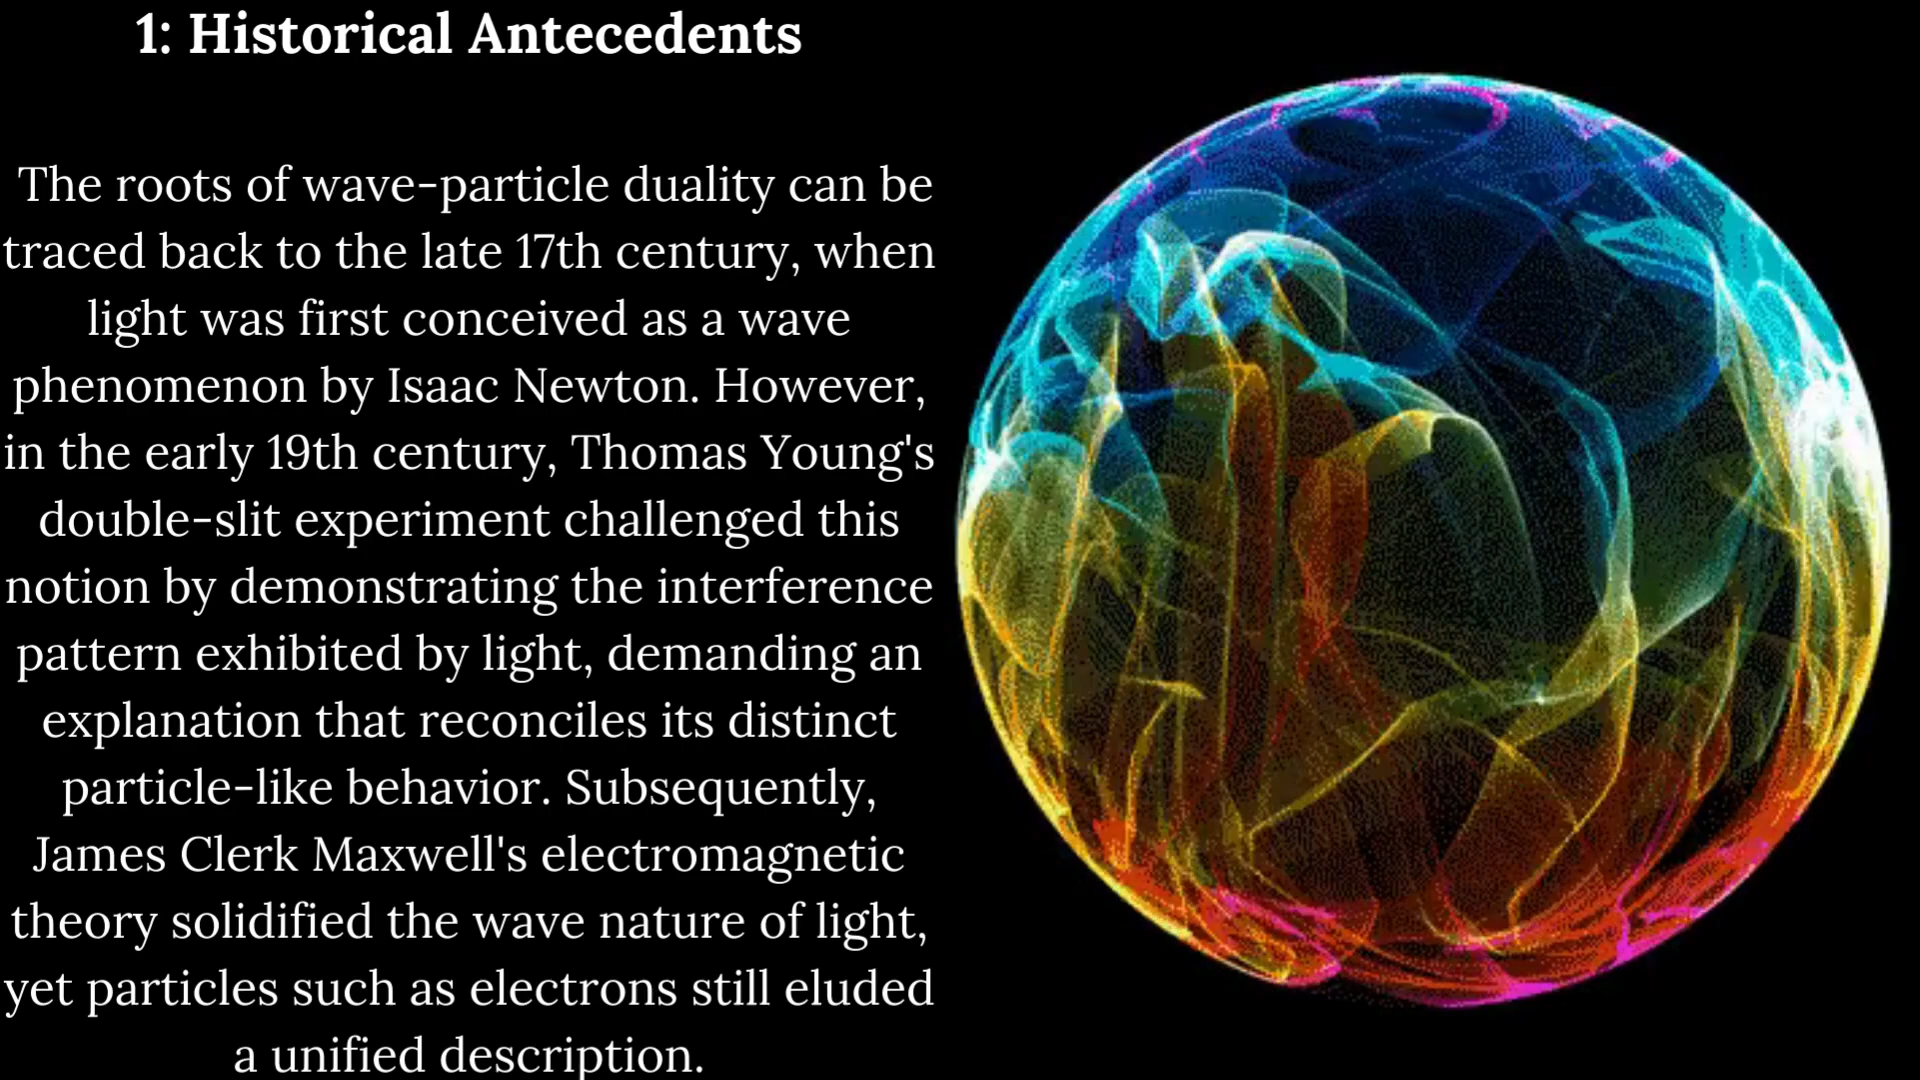 1: Historical Antecedents
The roots of wave-particle duality can be
traced back to the late 17th century, when
light was first conceived as a wave
phenomenon by Isaac Newton. However,
in the early 19th century, Thomas Young's
double-slit experiment challenged this
notion by demonstrating the interference
pattern exhibited by light, demanding an
explanation that reconciles its distinct
particle-like behavior. Subsequently,
James Clerk Maxwell's electromagnetic
theory solidified the wave nature of light,
yet particles such as electrons still eluded
a unified description.